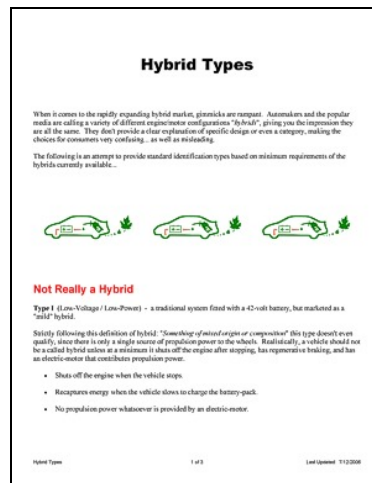 Hybrid Types
When it comes to the rapidly expanding hybrid market, gimmicks are rampant. Automakers and the popular
media are calling a variety of different engine/motor configurations "hybrids", giving you the impression they
are all the same. They don't provide a clear explanation of specific design or even a category, making the
choices for consumers very confusing... as well as misleading.
The following is an attempt to provide standard identification types based on minimum requirements of the
hybrids currently available...
Not Really a Hybrid
Type 1 (Low-Voltage / Low-Power) - a traditional system fitted with a 42-volt battery, but marketed as a
"mild" hybrid.
Strictly following this definition of hybrid: "Something of mixed origin or composition" this type doesn't even
qualify, since there is only a single source of propulsion power to the wheels. Realistically, a vehicle should not
be a called hybrid unless at a minimum it shuts off the engine after stopping, has regenerative braking, and has
an electric-motor that contributes propulsion power.
• Shuts off the engine when the vehicle stops.
• Recaptures energy when the vehicle slows to charge the battery-pack.
• No propulsion power whatsoever is provided by an electric-motor.
Hybrid Types 1 of 3 Last Updated: 7/12/2008